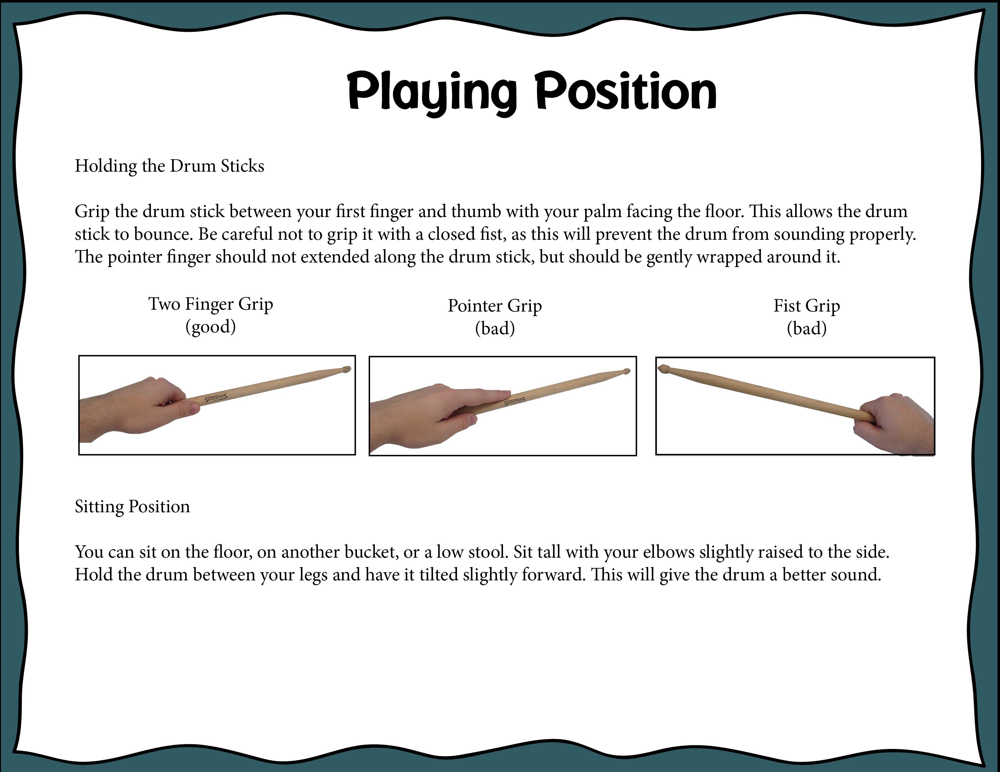 Playing Position
Holding the Drum Sticks
Grip the drum stick between your first finger and thumb with your palm facing the floor. This allows the drum
stick to bounce. Be careful not to grip it with a closed fist, as this will prevent the drum from sounding properly.
The pointer finger should not extended along the drum stick, but should be gently wrapped around it.
Two Finger Grip
(good)
Pointer Grip
(bad)
Fist Grip
(bad)
SolutionS
SolutionS
Sitting Position
You can sit on the floor, on another bucket, or a low stool. Sit tall with your elbows slightly raised to the side.
Hold the drum between your legs and have it tilted slightly forward. This will give the drum a better sound.